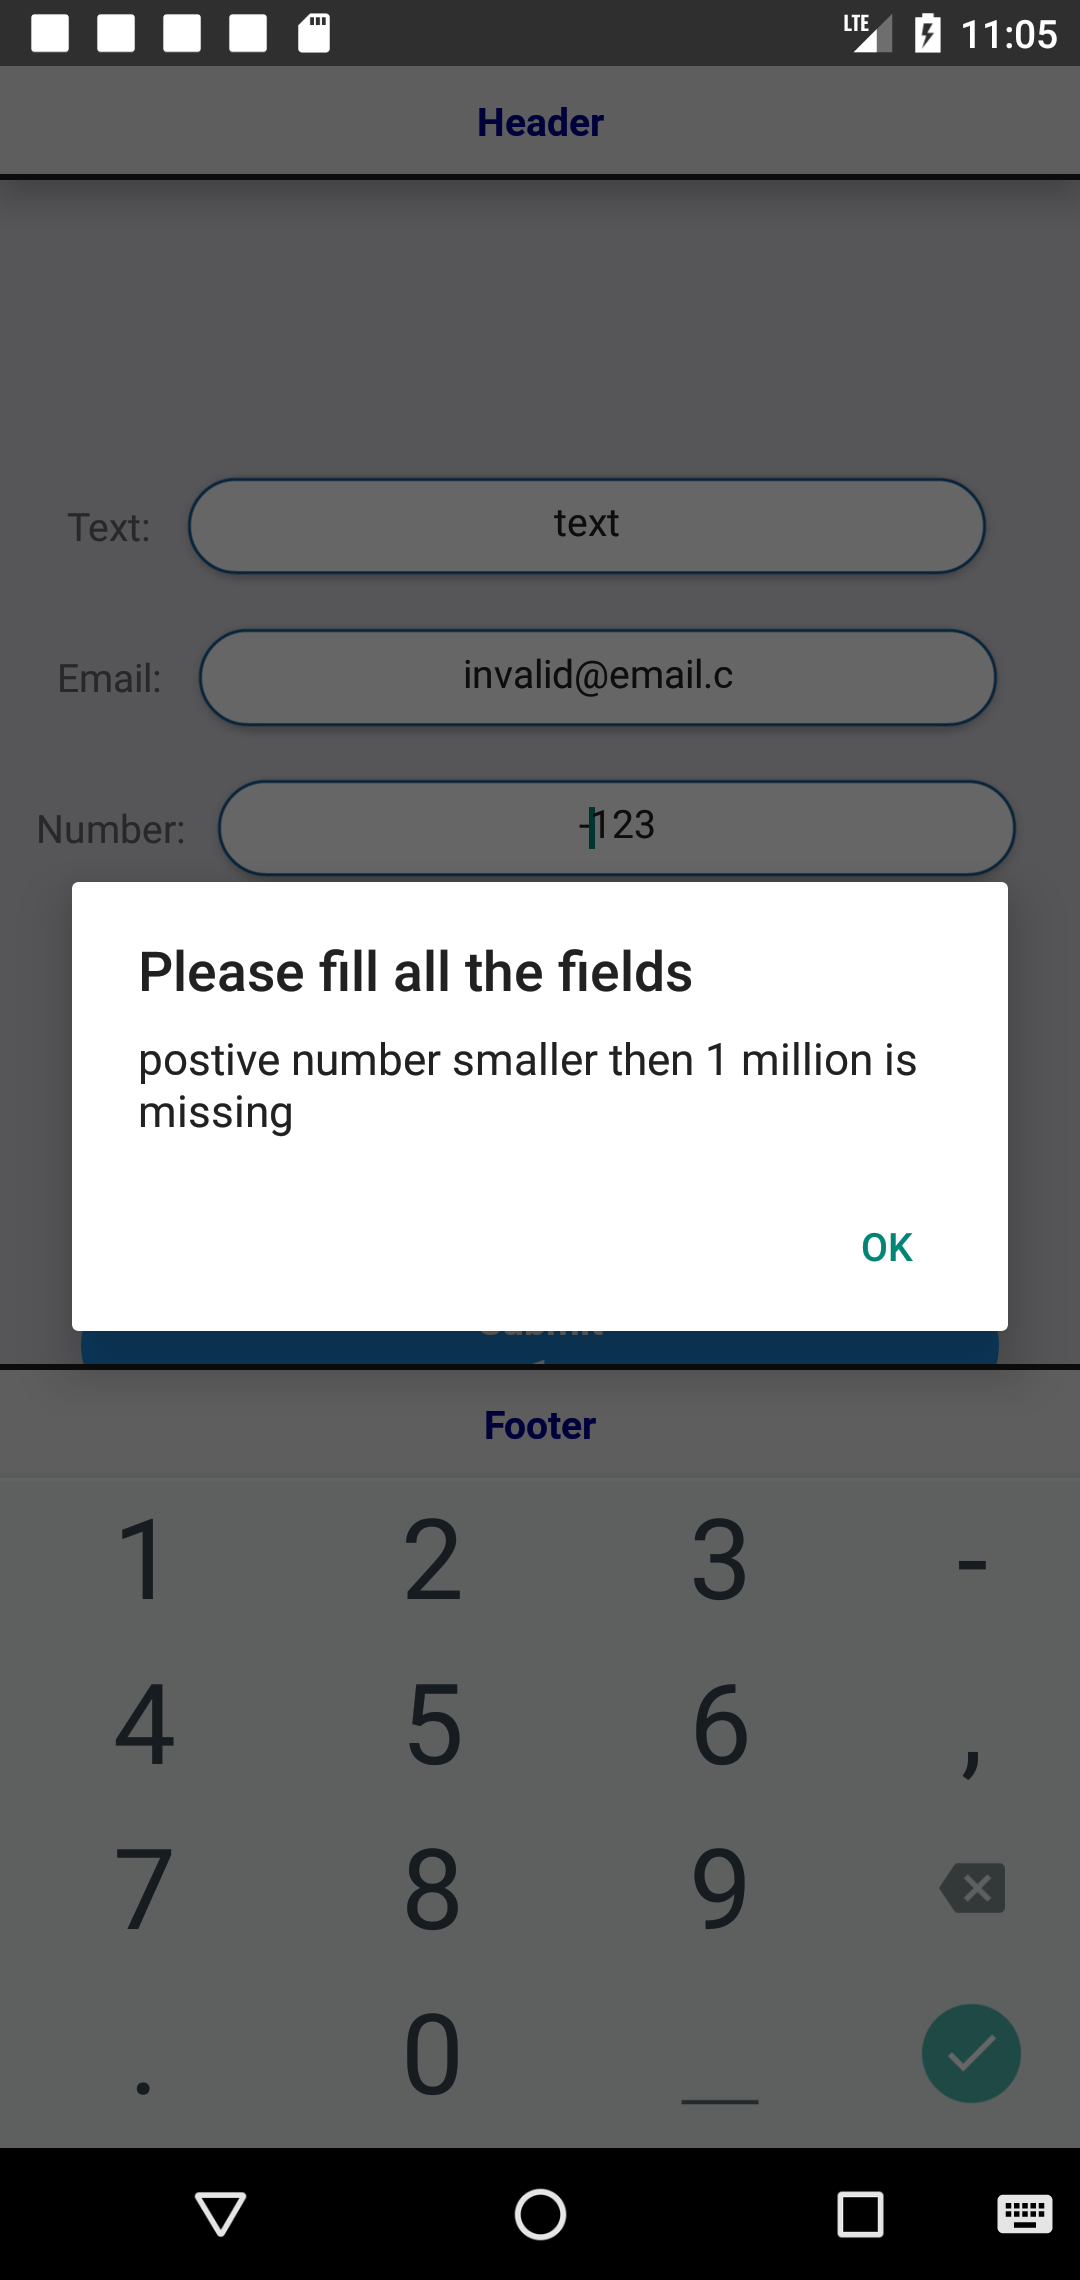 LTE 11:05
Header
Text: text
Email: invalid@email.c
Number: -123
Please fill all the fields
postive number smaller then 1 million is
missing
OK
Submit
Footer
1 2 3 -
4 5 6 ,
7 8 9
. 0 _